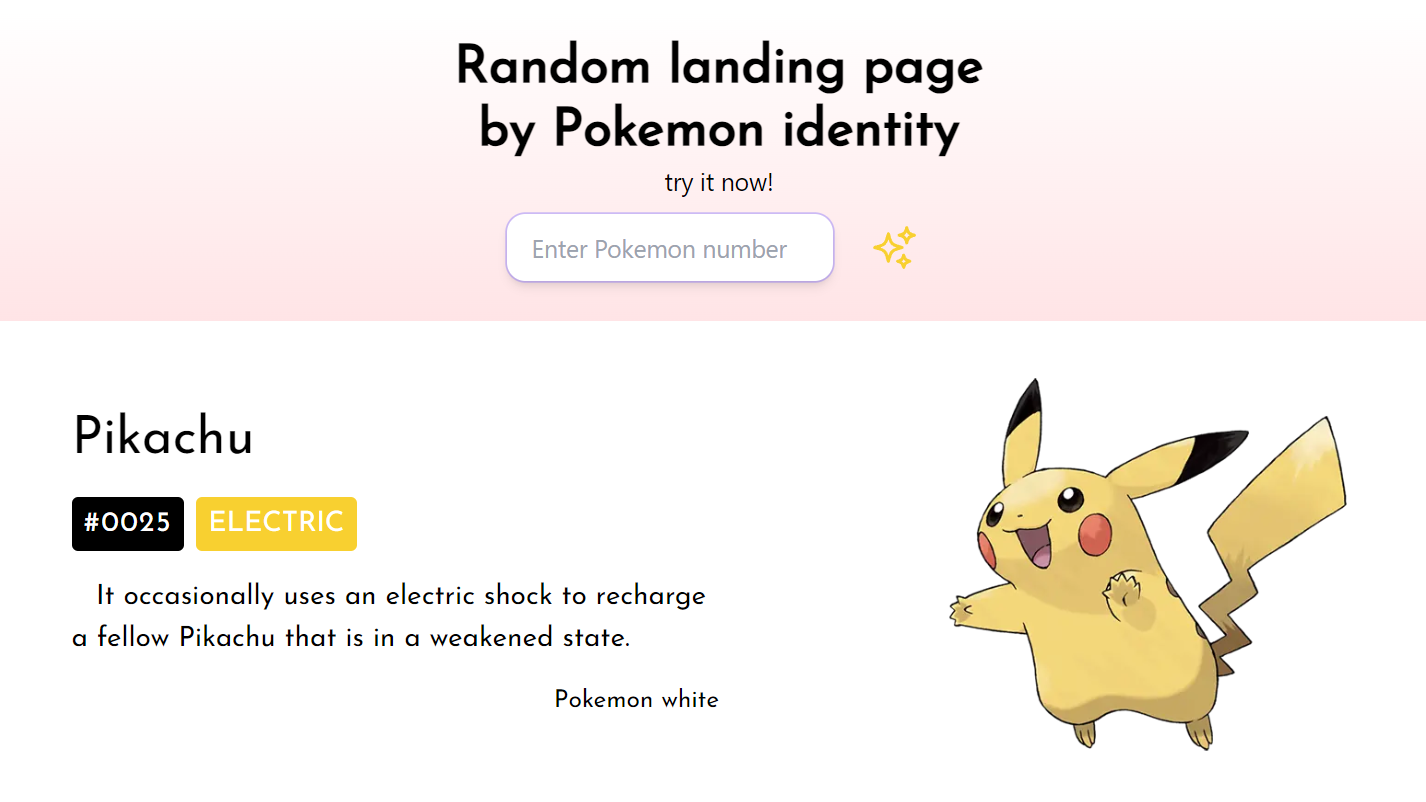 Random landing page
by Pokemon identity
try it now!
Enter Pokemon number
Pikachu
#0025 ELECTRIC
It occasionally uses an electric shock to recharge
a fellow Pikachu that is in a weakened state.
Pokemon white